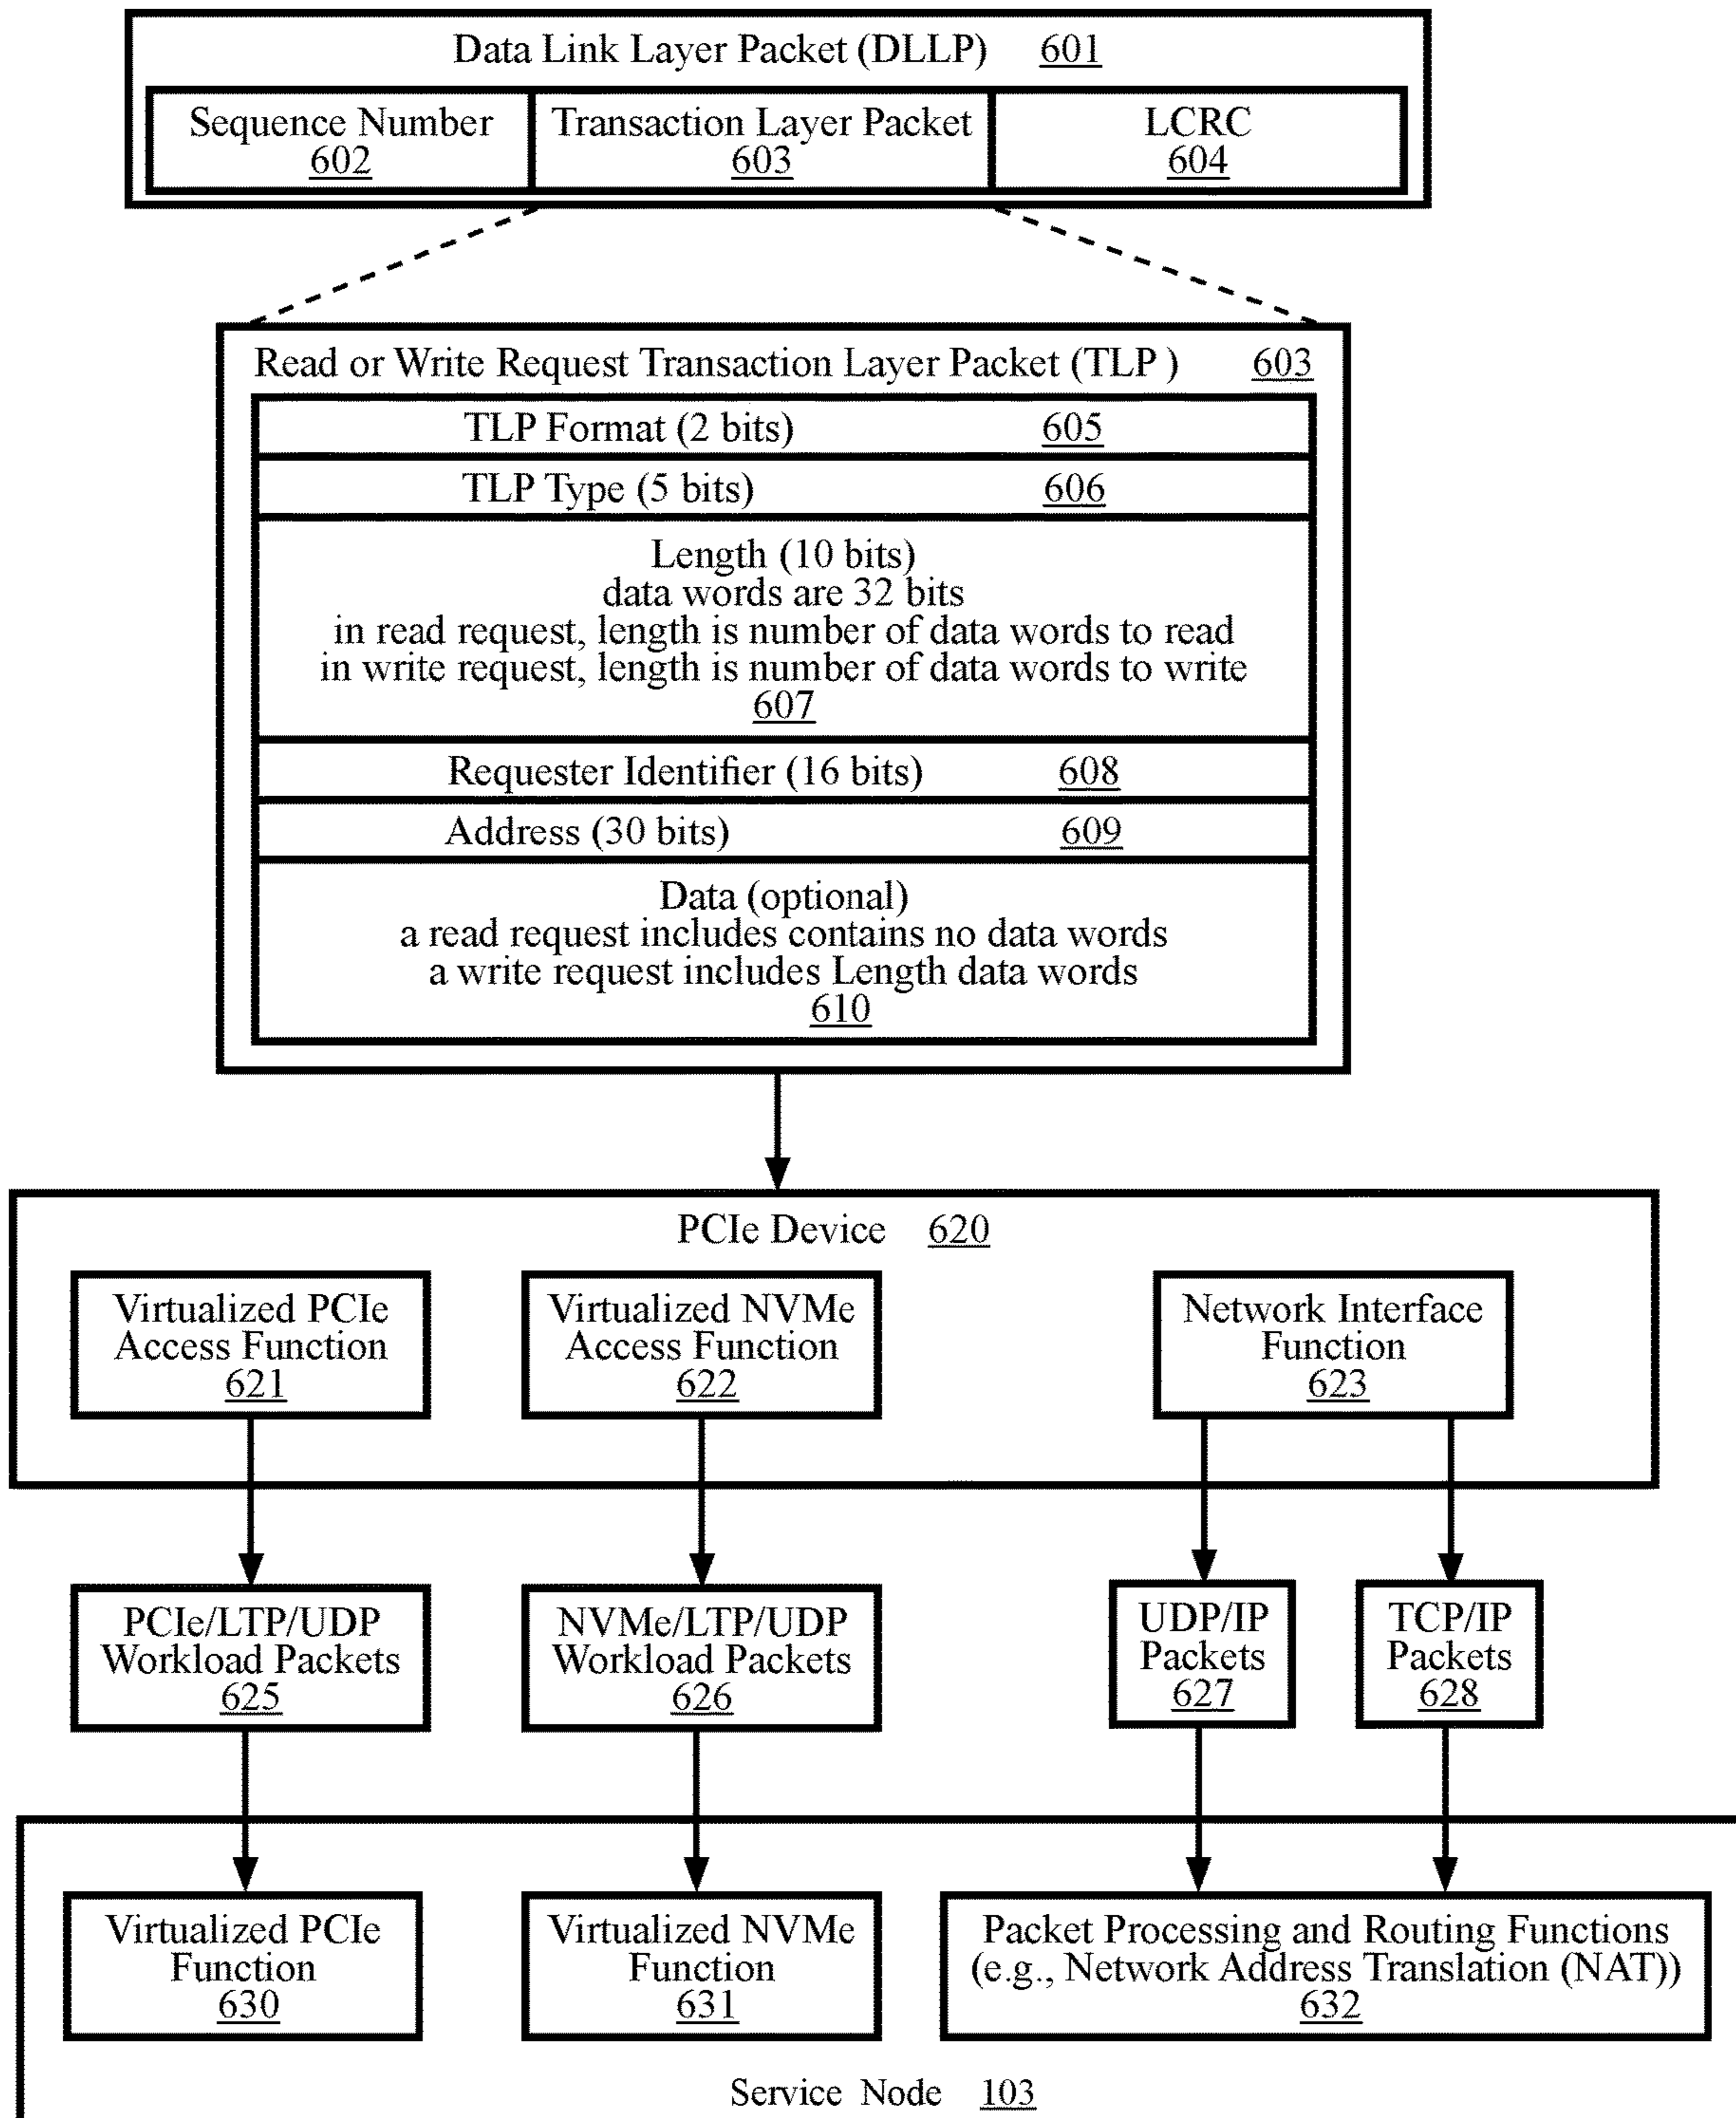 Data Link Layer Packet (DLLP) 601
Sequence Number
602
Transaction Layer Packet
603
LCRC
604
Read or Write Request Transaction Layer Packet (TLP ) 603
TLP Format (2 bits) 605
TLP Type (5 bits) 606
Length (10 bits)
data words are 32 bits
in read request, length is number of data words to read
in write request, length is number of data words to write
607
Requester Identifier (16 bits) 608
Address (30 bits) 609
Data (optional)
a read request includes contains no data words
a write request includes Length data words
610
PCIe Device 620
Virtualized PCIe
Access Function
621
Virtualized NVMe
Access Function
622
Network Interface
Function
623
PCIe/LTP/UDP
Workload Packets
625
NVMe/LTP/UDP
Workload Packets
626
UDP/IP
Packets
627
TCP/IP
Packets
628
Virtualized PCIe
Function
630
Virtualized NVMe
Function
631
Packet Processing and Routing Functions
(e.g., Network Address Translation (NAT))
632
Service Node 103